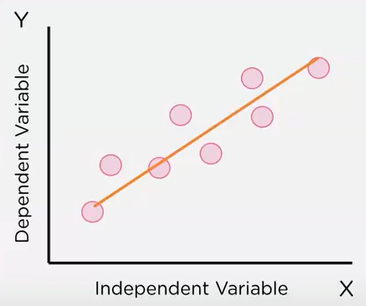 Y
Dependent Variable
Independent Variable
X